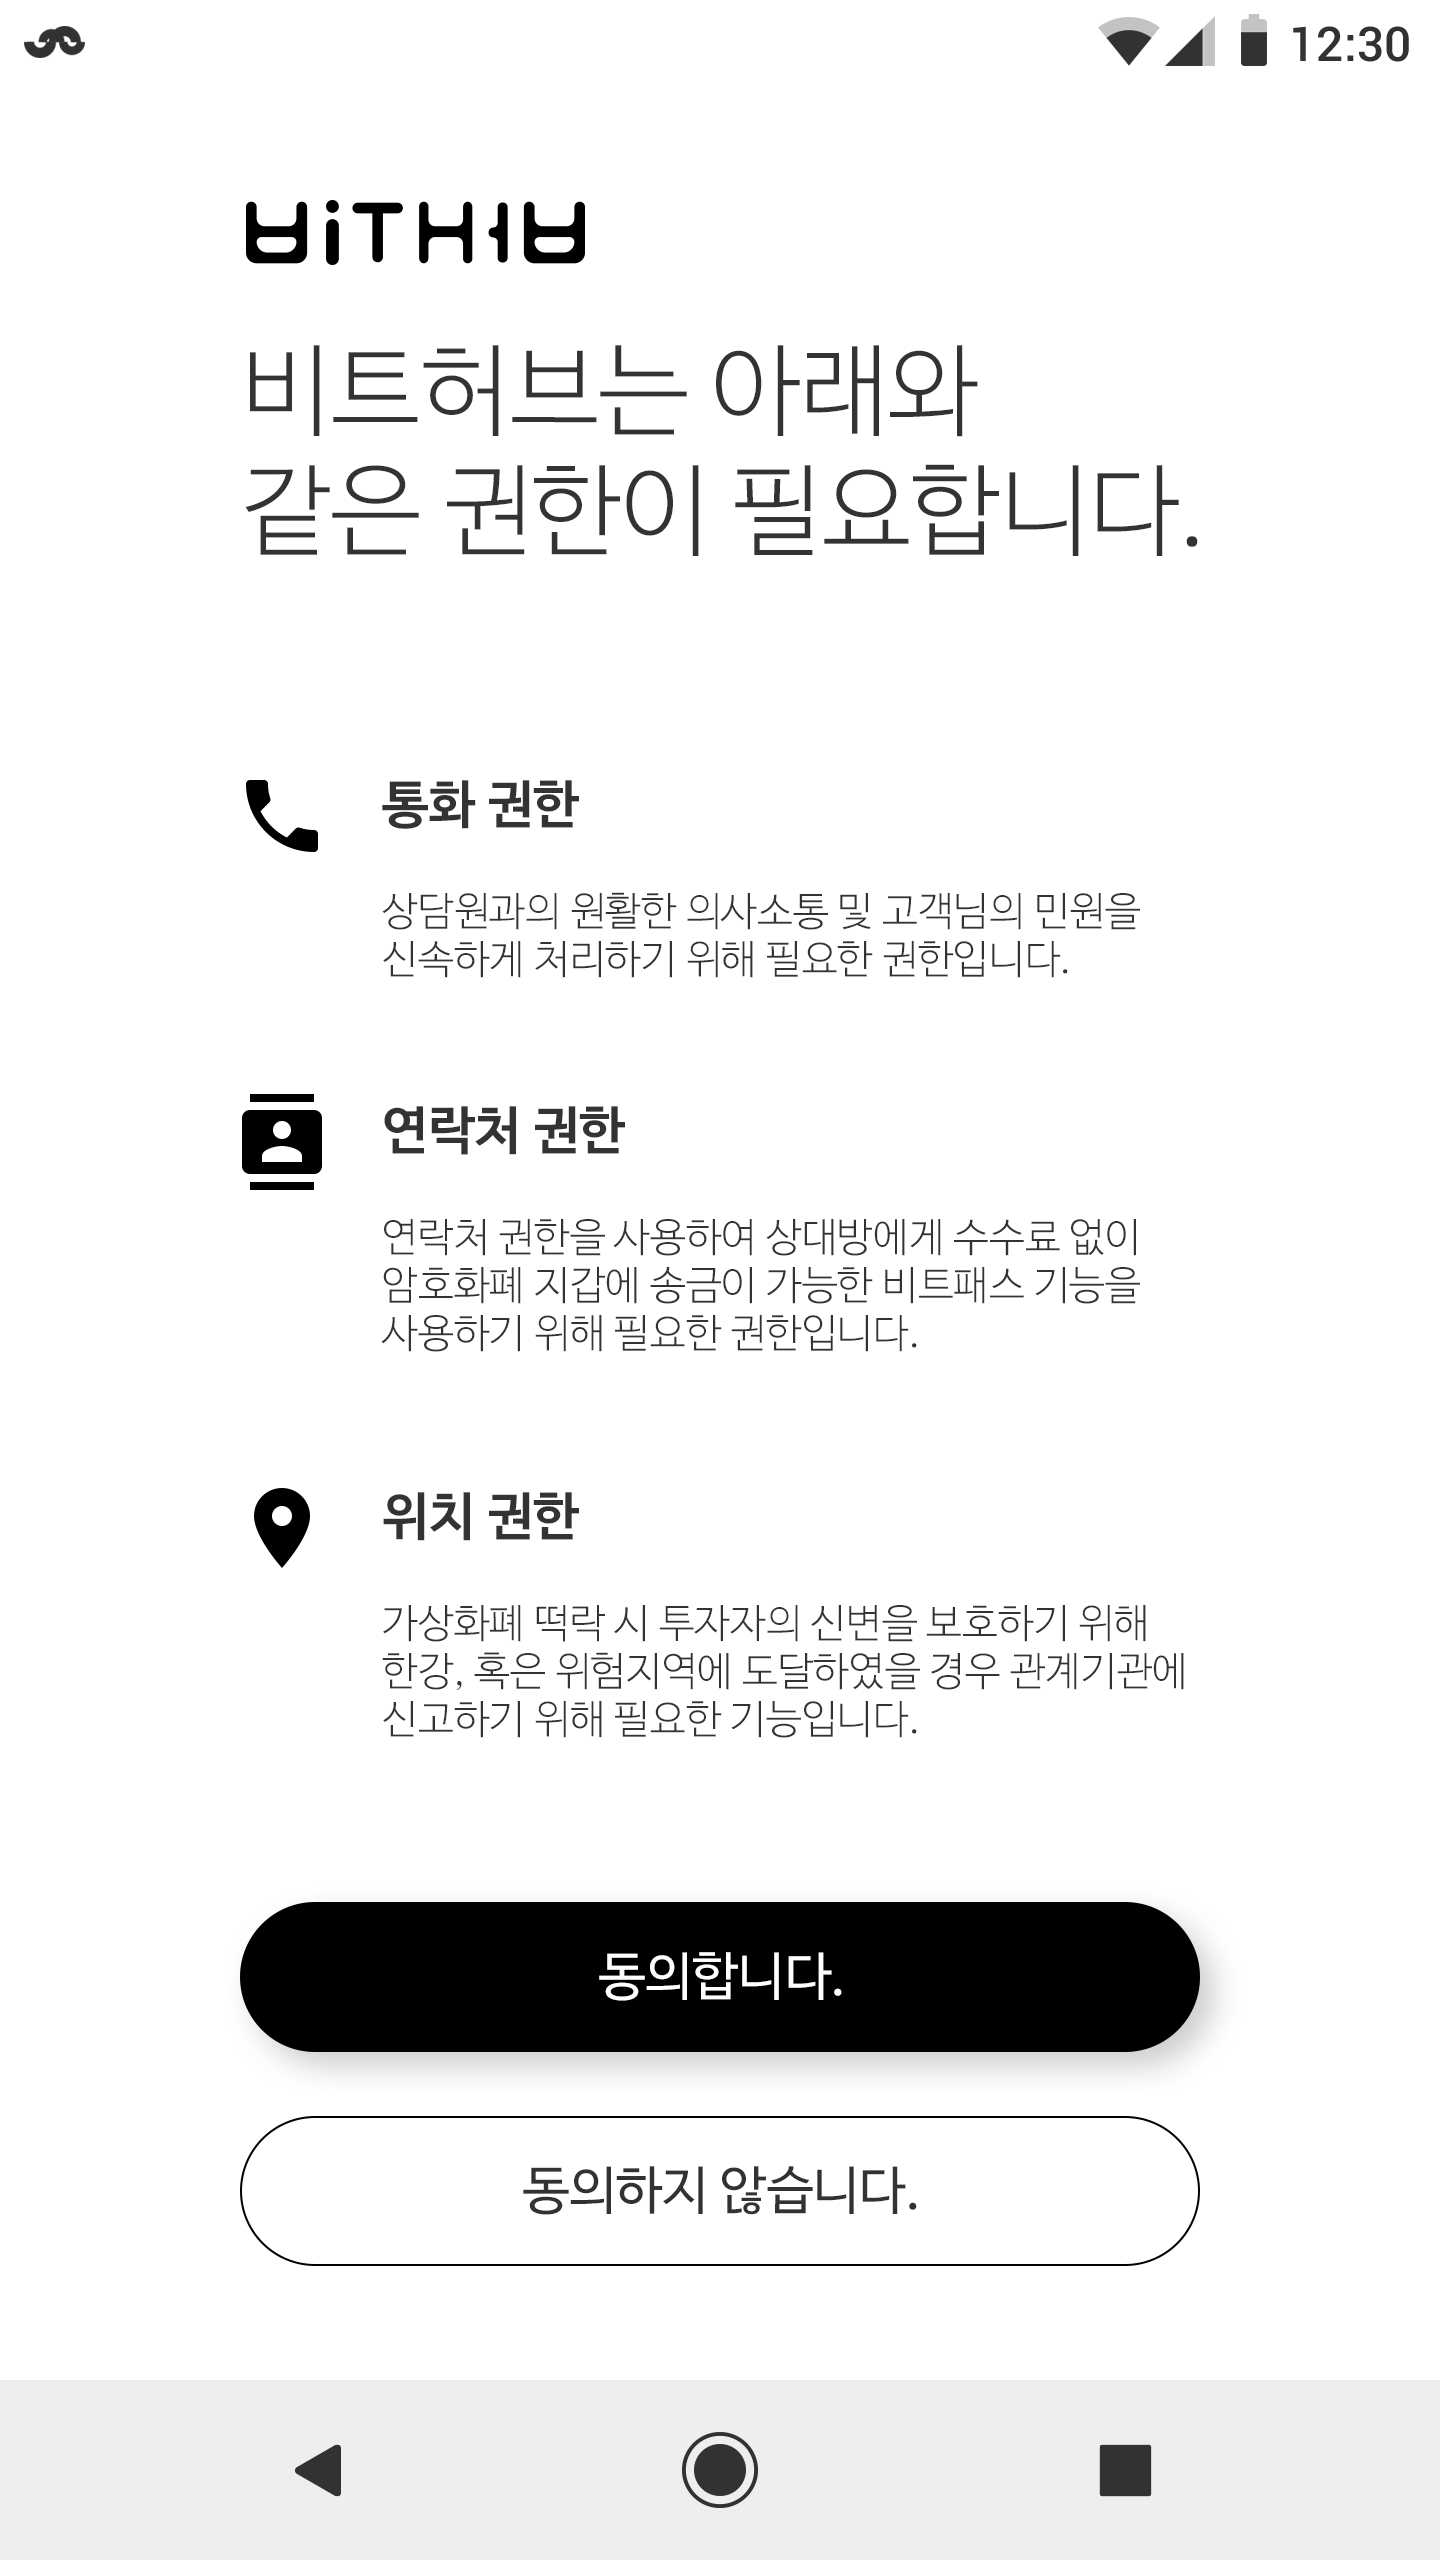 12:30
BiTHUB
비트허브는 아래와
같은 권한이 필요합니다.
통화 권한
상담원과의 원활한 의사소통 및 고객님의 민원을
신속하게 처리하기 위해 필요한 권한입니다.
연락처 권한
연락처 권한을 사용하여 상대방에게 수수료 없이
암호화폐 지갑에 송금이 가능한 비트패스 기능을
사용하기 위해 필요한 권한입니다.
위치 권한
가상화폐 떡락 시 투자자의 신변을 보호하기 위해
한강, 혹은 위험지역에 도달하였을 경우 관계기관에
신고하기 위해 필요한 기능입니다.
동의합니다.
동의하지 않습니다.